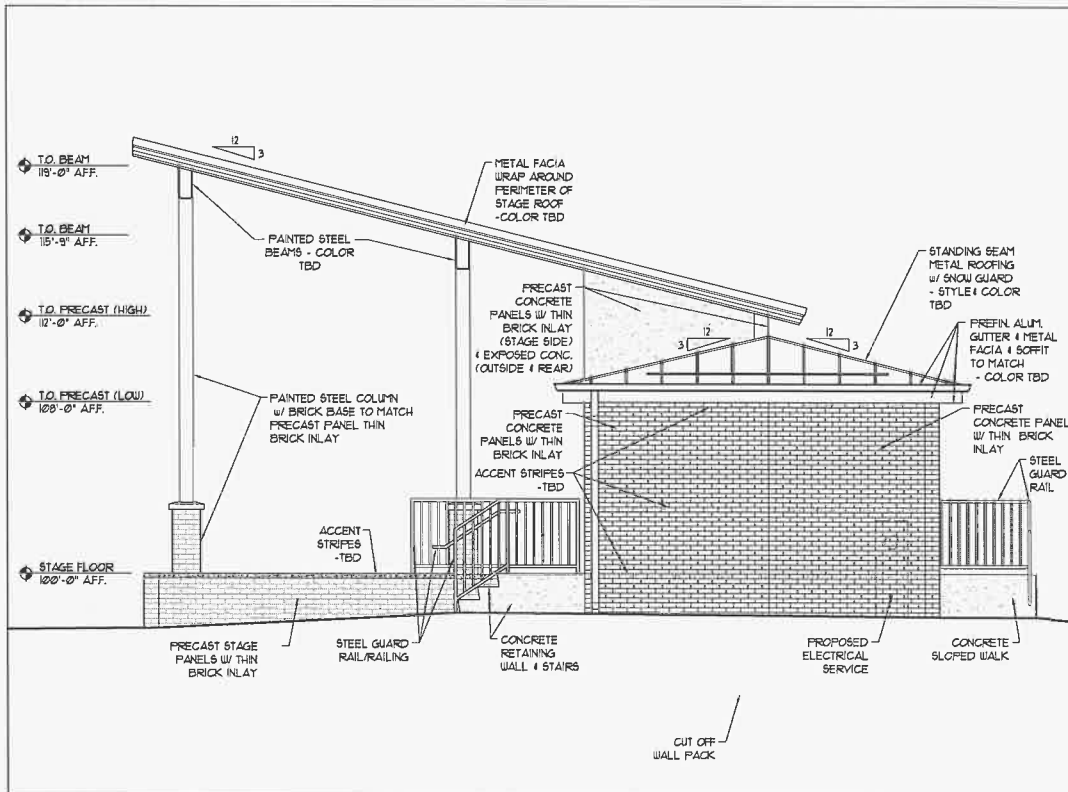 T.O. BEAM
119'-0" AFF.
T.O. BEAM
115'-9" AFF.
T.O. PRECAST (HIGH)
112'-0" AFF.
T.O. PRECAST (LOW)
108'-0" AFF.
STAGE FLOOR
100'-0" AFF.
12
3
METAL FACIA
WRAP AROUND
PERIMETER OF
STAGE ROOF
-COLOR TBD
PAINTED STEEL
BEAMS - COLOR
TBD
PRECAST
CONCRETE
PANELS W/ THIN
BRICK INLAY
(STAGE SIDE)
& EXPOSED CONC.
(OUTSIDE & REAR)
STANDING SEAM
METAL ROOFING
w/ SNOW GUARD
- STYLE & COLOR
TBD
12
3
12
3
PREFIN. ALUM.
GUTTER & METAL
FACIA & SOFFIT
TO MATCH
- COLOR TBD
PAINTED STEEL COLUMN
w/ BRICK BASE TO MATCH
PRECAST PANEL THIN
BRICK INLAY
PRECAST
CONCRETE
PANELS W/ THIN
BRICK INLAY
ACCENT STRIPES
-TBD
PRECAST
CONCRETE PANEL
W/ THIN BRICK
INLAY
STEEL
GUARD
RAIL
ACCENT
STRIPES
-TBD
PRECAST STAGE
PANELS W/ THIN
BRICK INLAY
STEEL GUARD
RAIL/RAILING
CONCRETE
RETAINING
WALL & STAIRS
PROPOSED
ELECTRICAL
SERVICE
CONCRETE
SLOPED WALK
CUT OFF
WALL PACK